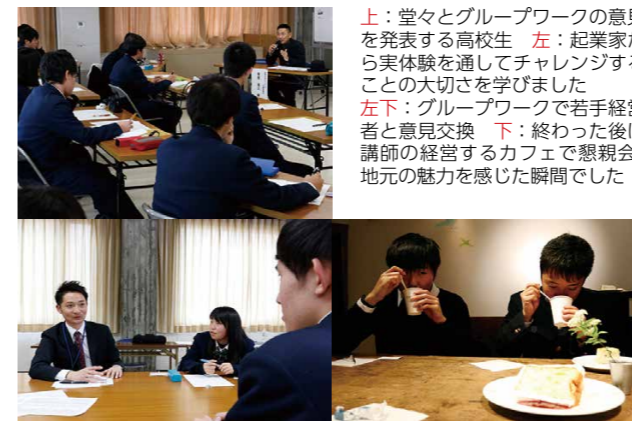 上：堂々とグループワークの意見
を発表する高校生　左：起業家か
ら実体験を通してチャレンジする
ことの大切さを学びました
左下：グループワークで若手経営
者と意見交換　下：終わった後に
講師の経営するカフェで懇親会
地元の魅力を感じた瞬間でした